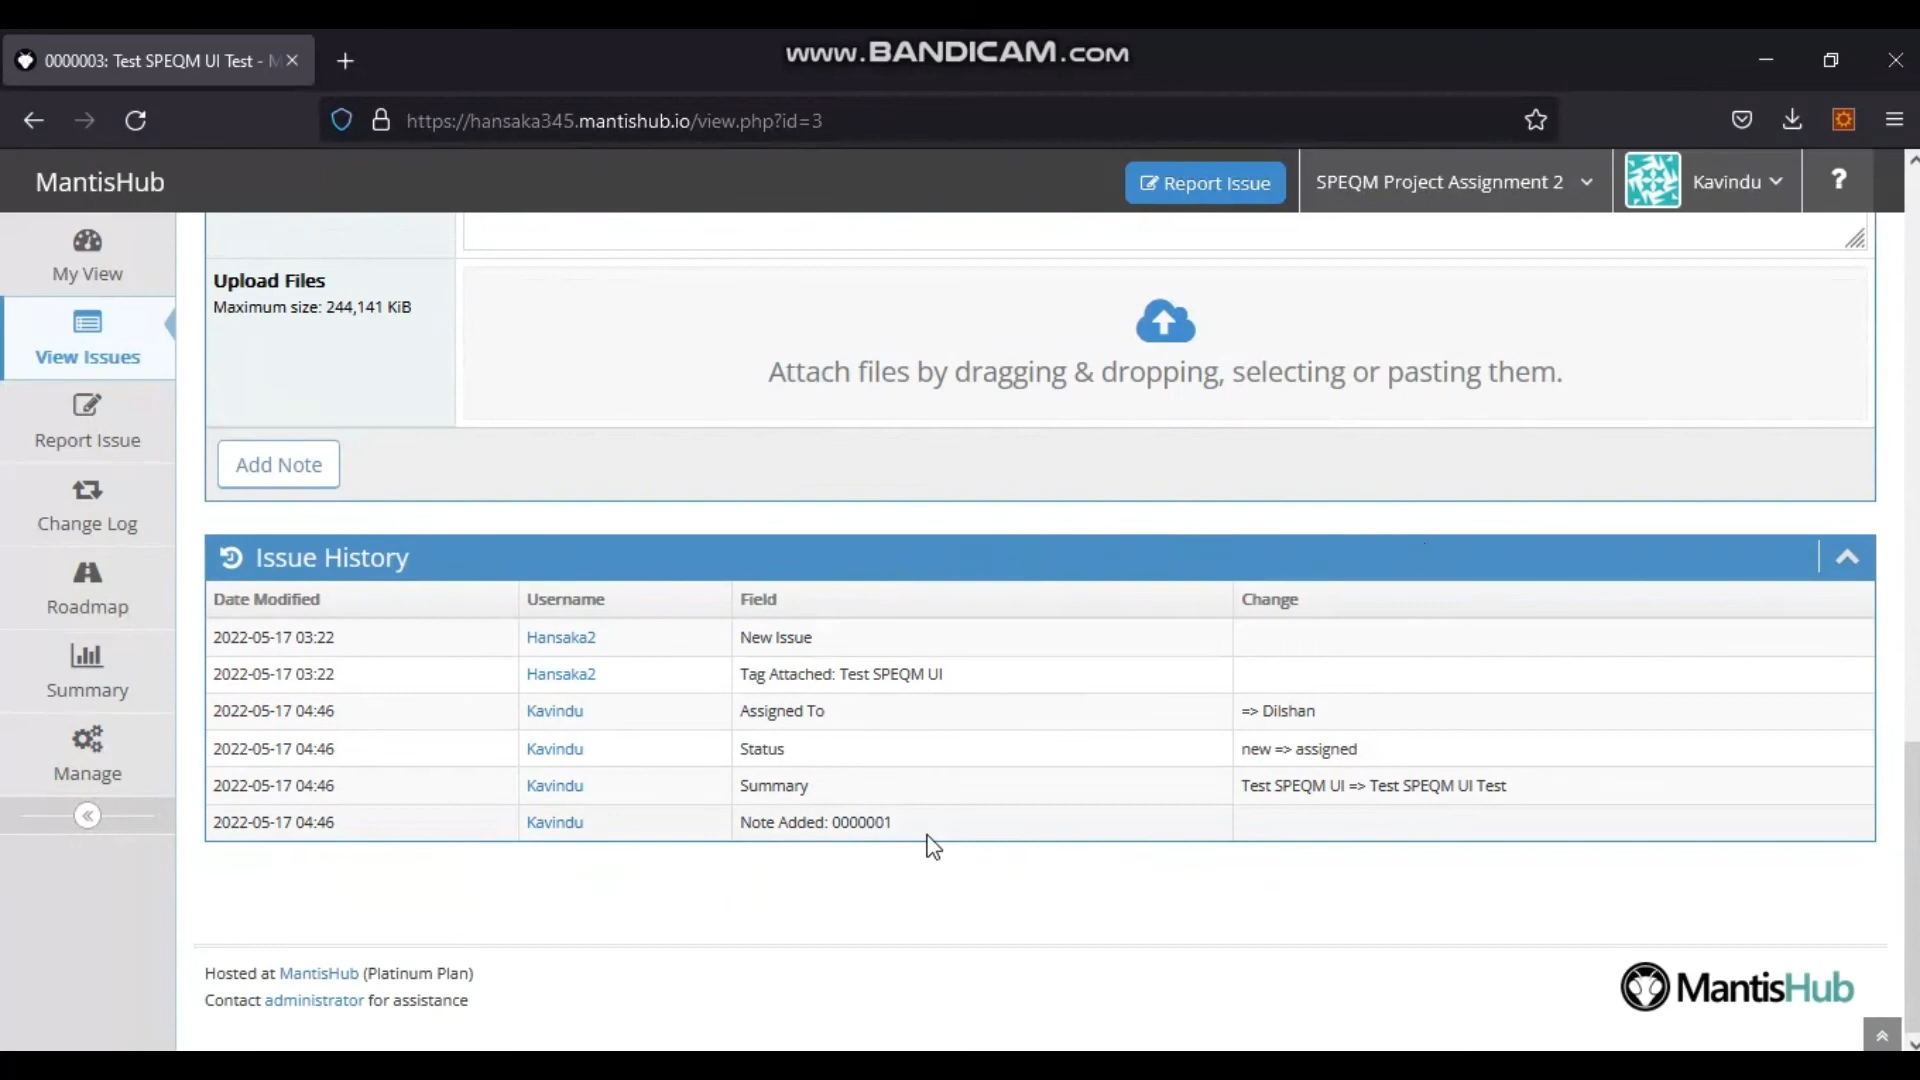 www.BANDICAM.com
0000003: Test SPEQM UI Test - M
https://hansaka345.mantishub.io/view.php?id=3
MantisHub
Report Issue
SPEQM Project Assignment 2
Kavindu
?
My View
View Issues
Report Issue
Change Log
Roadmap
Summary
Manage
Upload Files
Maximum size: 244,141 KiB
Attach files by dragging & dropping, selecting or pasting them.
Add Note
Issue History
Date Modified Username Field Change
2022-05-17 03:22 Hansaka2 New Issue
2022-05-17 03:22 Hansaka2 Tag Attached: Test SPEQM UI
2022-05-17 04:46 Kavindu Assigned To => Dilshan
2022-05-17 04:46 Kavindu Status new => assigned
2022-05-17 04:46 Kavindu Summary Test SPEQM UI => Test SPEQM UI Test
2022-05-17 04:46 Kavindu Note Added: 0000001
Hosted at MantisHub (Platinum Plan)
Contact administrator for assistance
MantisHub